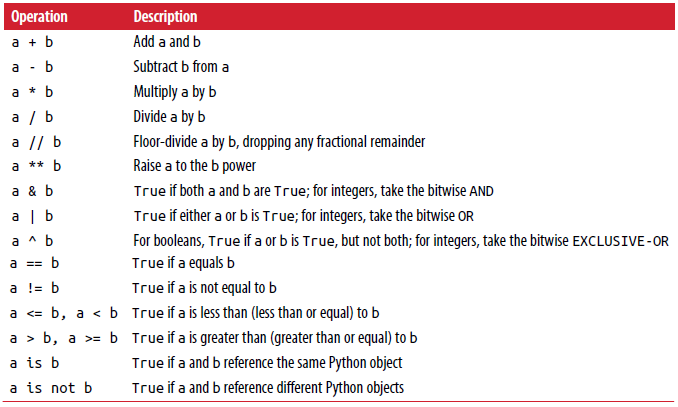 Operation Description
a + b Add a and b
a - b Subtract b from a
a * b Multiply a by b
a / b Divide a by b
a // b Floor-divide a by b, dropping any fractional remainder
a ** b Raise a to the b power
a & b True if both a and b are True; for integers, take the bitwise AND
a | b True if either a or b is True; for integers, take the bitwise OR
a ^ b For booleans, True if a or b is True, but not both; for integers, take the bitwise EXCLUSIVE-OR
a == b True if a equals b
a != b True if a is not equal to b
a <= b, a < b True if a is less than (less than or equal) to b
a > b, a >= b True if a is greater than (greater than or equal) to b
a is b True if a and b reference the same Python object
a is not b True if a and b reference different Python objects